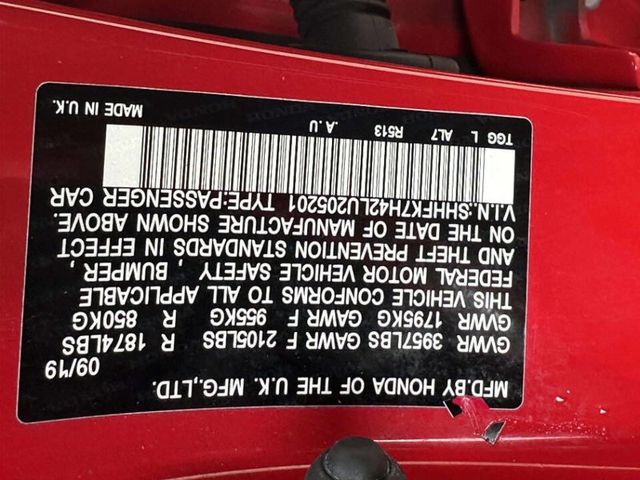 MFD.BY HONDA OF THE U.K. MFG.,LTD.
09/'19
GVWR 3957LBS GAWR F 2105LBS R 1874LBS
GVWR 1795KG GAWR F 955KG R 850KG
THIS VEHICLE CONFORMS TO ALL APPLICABLE
FEDERAL MOTOR VEHICLE SAFETY, BUMPER,
AND THEFT PREVENTION STANDARDS IN EFFECT
ON THE DATE OF MANUFACTURE SHOWN ABOVE.
V.I.N.:SHHFK7H42LU205201 TYPE:PASSENGER CAR
TGG L AL7 R513 .A.U MADE IN U.K.